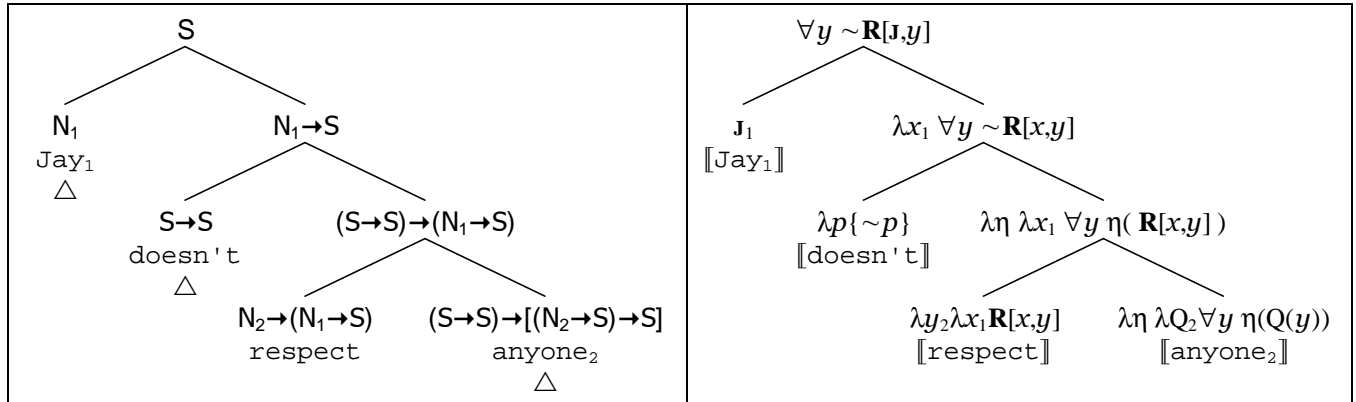 S
N₁ N₁→S
Jay₁
△
S→S (S→S)→(N₁→S)
doesn't
△
N₂→(N₁→S) (S→S)→[(N₂→S)→S]
respect anyone₂
△
∀y ~R[J,y]
J₁ λx₁ ∀y ~R[x,y]
⟦Jay₁⟧
λp{~p} λη λx₁ ∀y η( R[x,y] )
⟦doesn't⟧
λy₂λx₁R[x,y] λη λQ₂∀y η(Q(y))
⟦respect⟧ ⟦anyone₂⟧